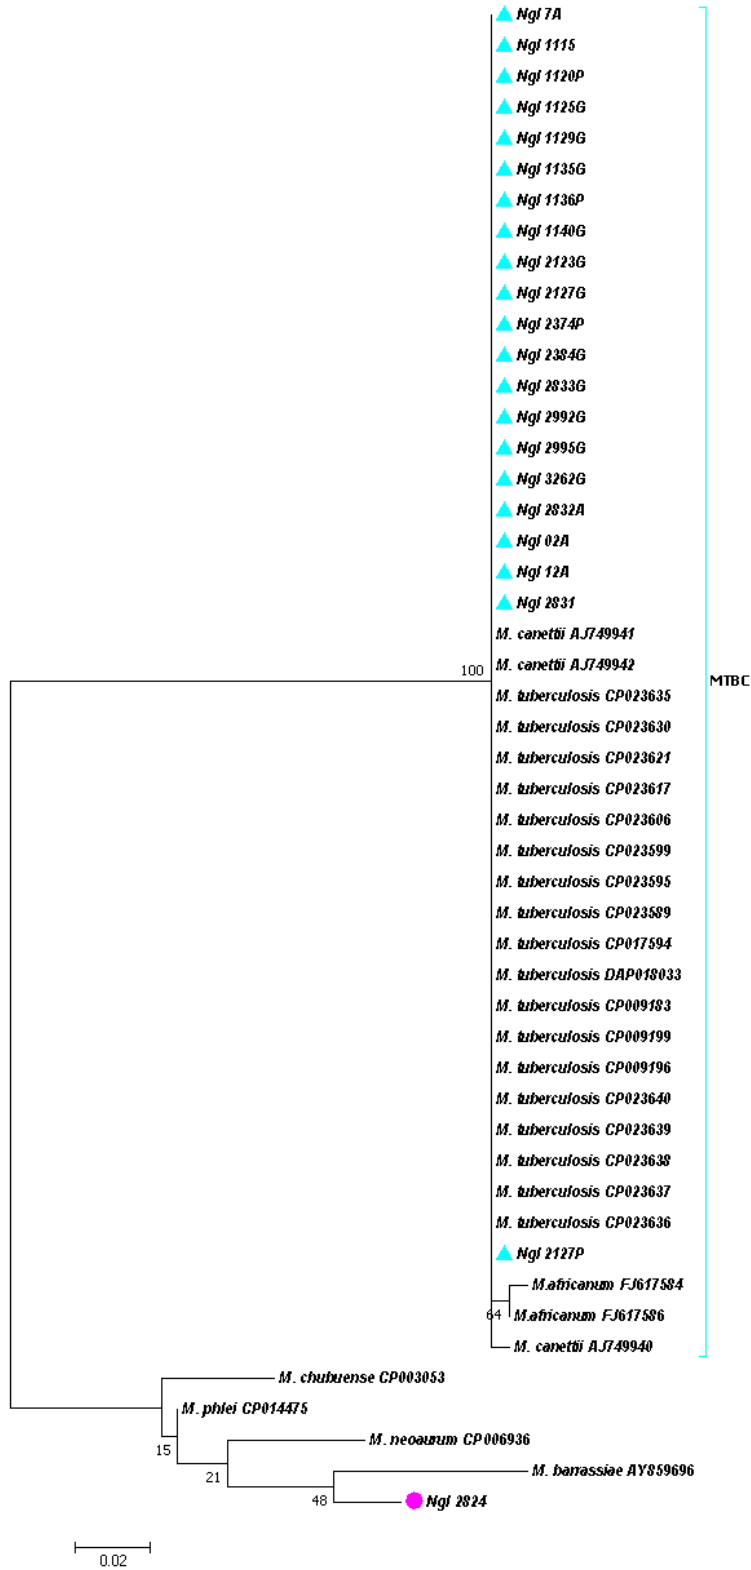 Ngl 7A
Ngl 1115
Ngl 1120P
Ngl 1125G
Ngl 1129G
Ngl 1135G
Ngl 1136P
Ngl 1140G
Ngl 2123G
Ngl 2127G
Ngl 2374P
Ngl 2384G
Ngl 2833G
Ngl 2992G
Ngl 2995G
Ngl 3262G
Ngl 2832A
Ngl 02A
Ngl 12A
Ngl 2831
M. canettii AJ749941
M. canettii AJ749942
100
MTBC
M. tuberculosis CP023635
M. tuberculosis CP023630
M. tuberculosis CP023621
M. tuberculosis CP023617
M. tuberculosis CP023606
M. tuberculosis CP023599
M. tuberculosis CP023595
M. tuberculosis CP023589
M. tuberculosis CP017594
M. tuberculosis DAP018033
M. tuberculosis CP009183
M. tuberculosis CP009199
M. tuberculosis CP009196
M. tuberculosis CP023640
M. tuberculosis CP023639
M. tuberculosis CP023638
M. tuberculosis CP023637
M. tuberculosis CP023636
Ngl 2127P
M.africanum FJ617584
64
M.africanum FJ617586
M. canettii AJ749940
M. chubuense CP003053
M. phlei CP014475
15
M. neoaurum CP006936
21
M. barrassiae AY859696
48
Ngl 2824
0.02